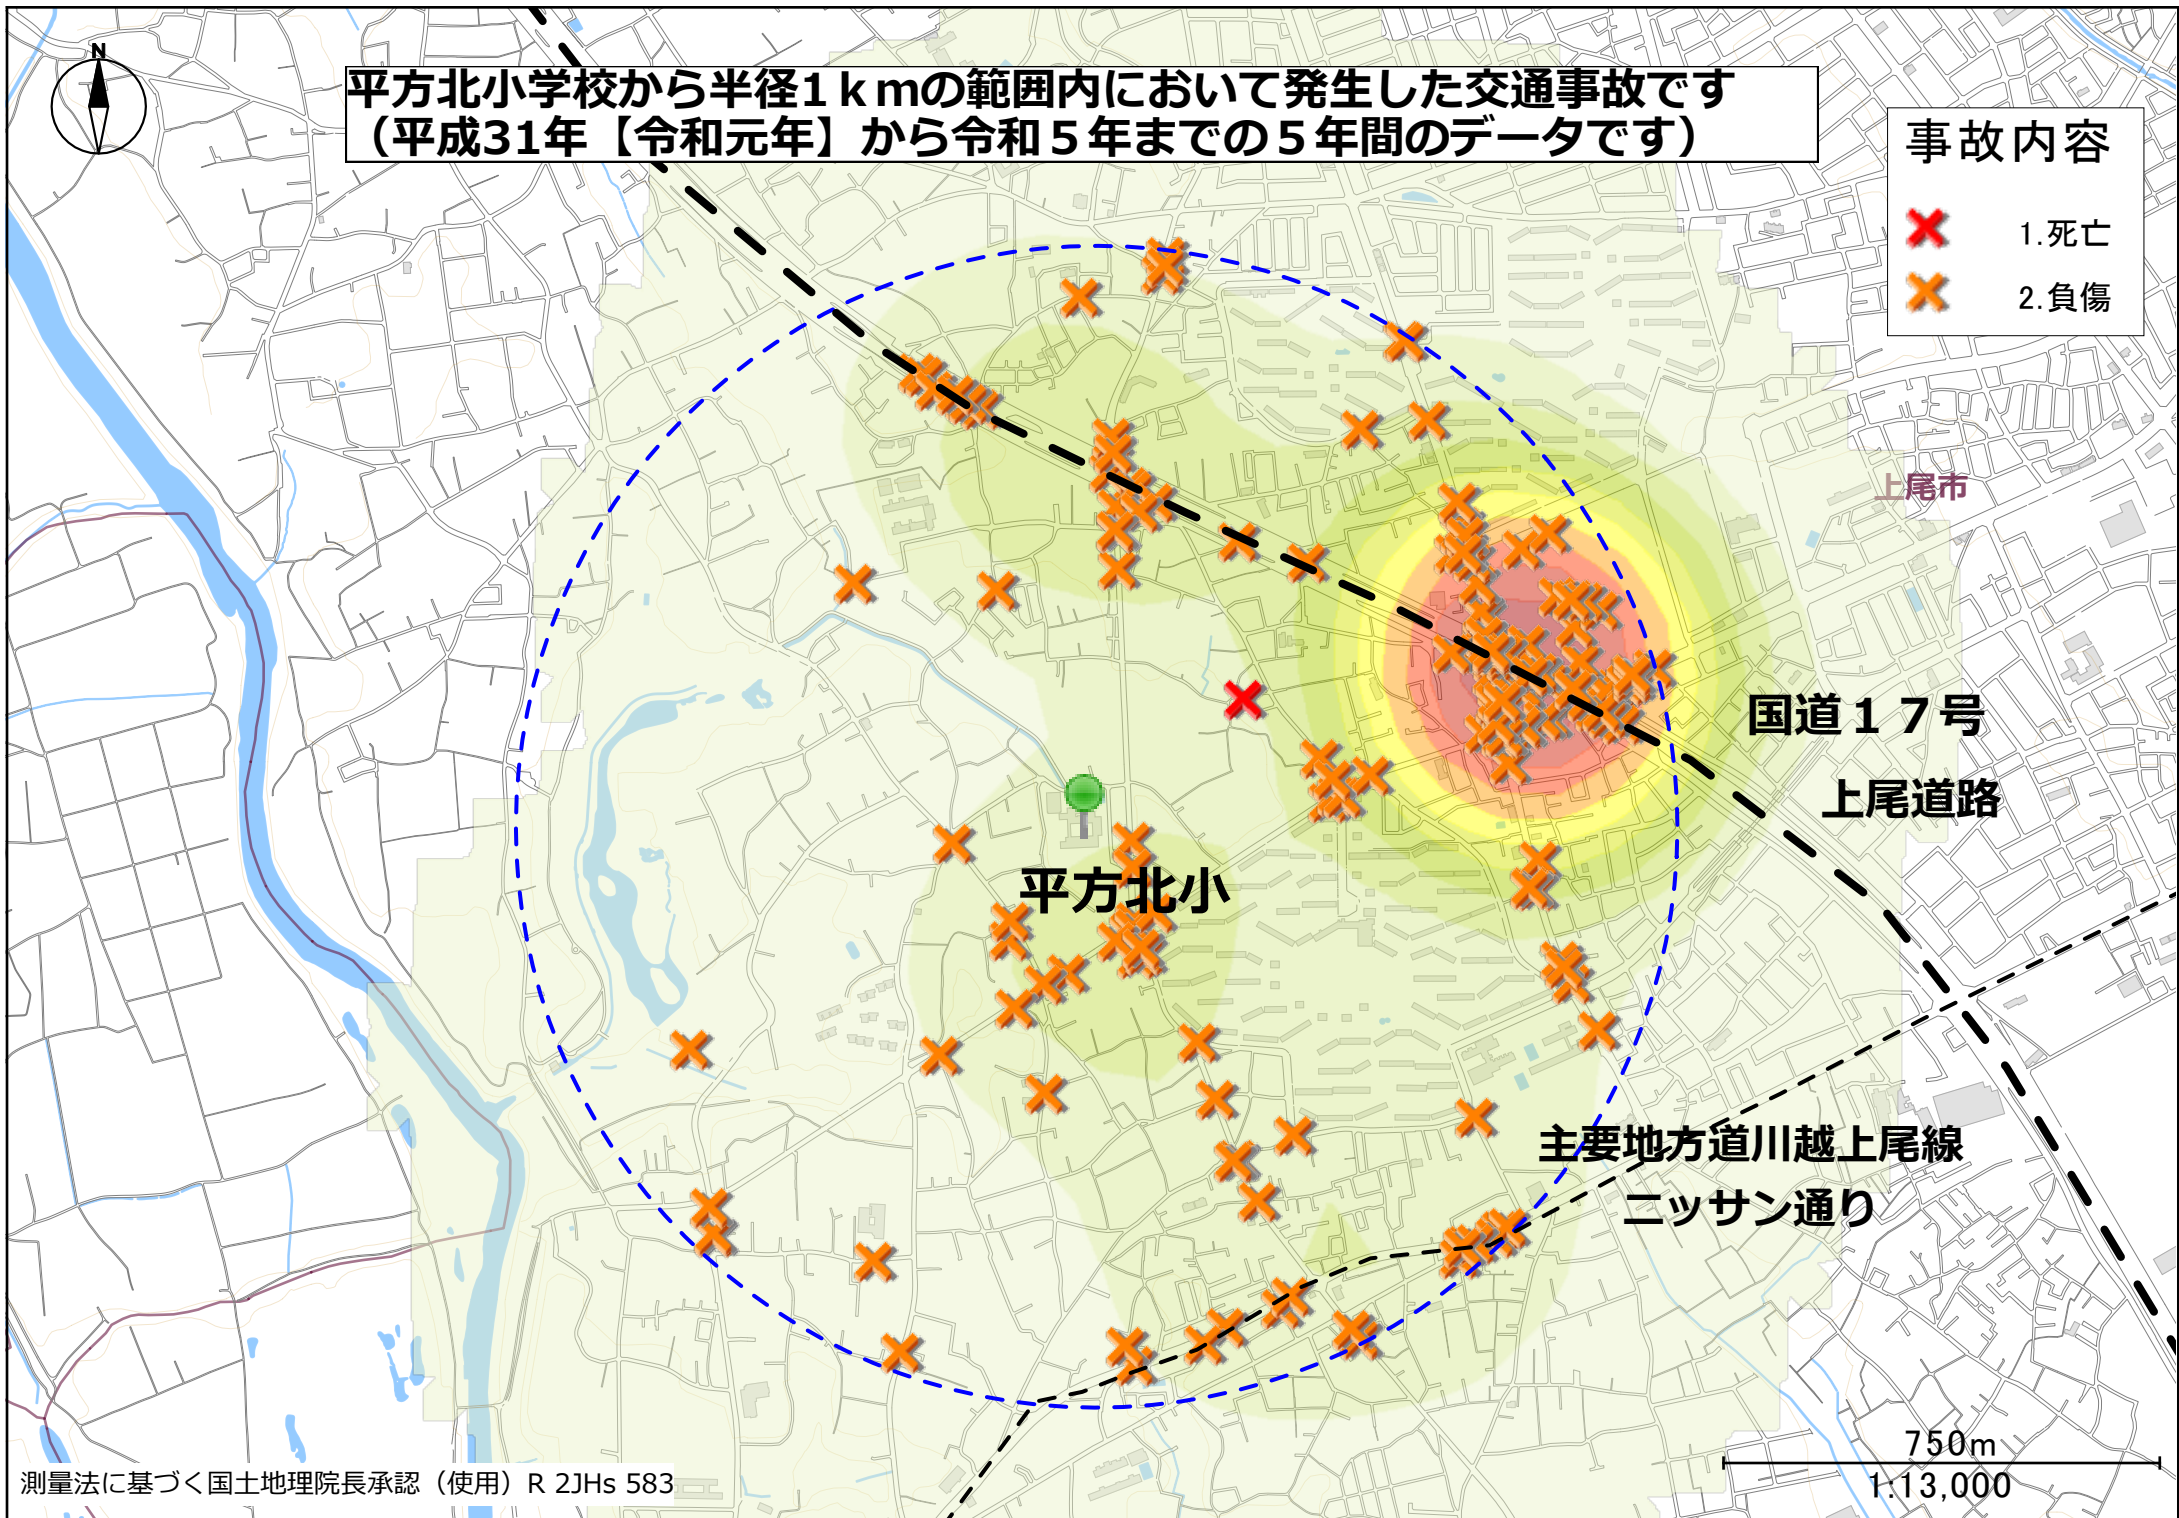 N
平方北小学校から半径1ｋｍの範囲内において発生した交通事故です
（平成31年【令和元年】から令和５年までの５年間のデータです）
事故内容
1.死亡
2.負傷
上尾市
国道１７号
上尾道路
平方北小
主要地方道川越上尾線
ニッサン通り
750m
1:13,000
測量法に基づく国土地理院長承認（使用）R 2JHs 583